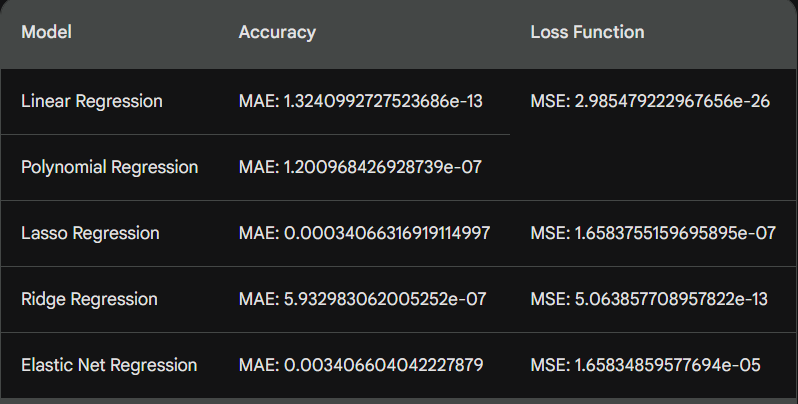 Model Accuracy Loss Function
Linear Regression MAE: 1.3240992727523686e-13 MSE: 2.985479222967656e-26
Polynomial Regression MAE: 1.200968426928739e-07
Lasso Regression MAE: 0.00034066316919114997 MSE: 1.6583755159695895e-07
Ridge Regression MAE: 5.932983062005252e-07 MSE: 5.063857708957822e-13
Elastic Net Regression MAE: 0.003406604042227879 MSE: 1.65834859577694e-05